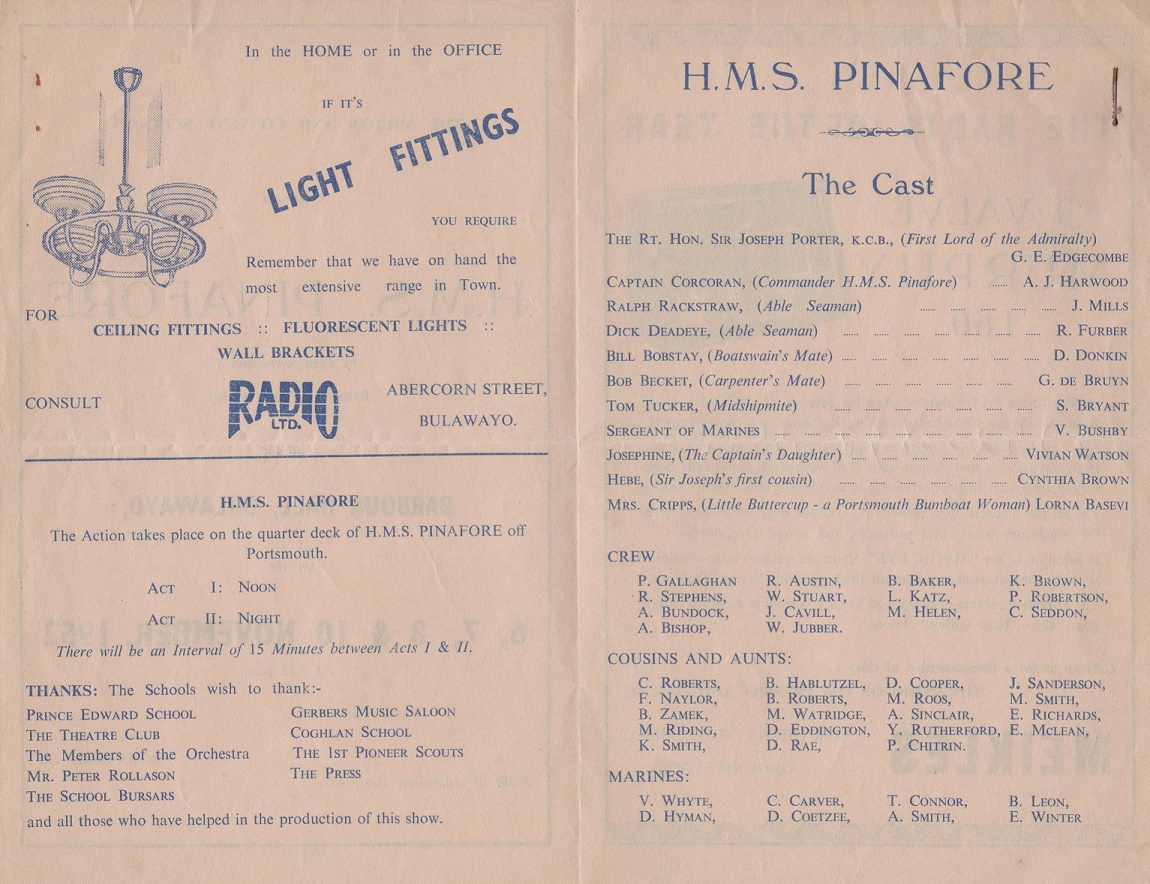 In the HOME or in the OFFICE
IF IT'S
LIGHT FITTINGS
YOU REQUIRE
Remember that we have on hand the
most extensive range in Town.
FOR
CEILING FITTINGS :: FLUORESCENT LIGHTS ::
WALL BRACKETS
CONSULT
RADIO
LTD.
ABERCORN STREET,
BULAWAYO.
H.M.S. PINAFORE
The Action takes place on the quarter deck of H.M.S. PINAFORE off
Portsmouth.
ACT I: NOON
ACT II: NIGHT
There will be an Interval of 15 Minutes between Acts I & II.
THANKS: The Schools wish to thank:-
PRINCE EDWARD SCHOOL GERBERS MUSIC SALOON
THE THEATRE CLUB COGHLAN SCHOOL
The Members of the Orchestra THE 1ST PIONEER SCOUTS
MR. PETER ROLLASON THE PRESS
THE SCHOOL BURSARS
and all those who have helped in the production of this show.
H.M.S. PINAFORE
The Cast
THE RT. HON. SIR JOSEPH PORTER, K.C.B., (First Lord of the Admiralty)
G. E. EDGECOMBE
CAPTAIN CORCORAN, (Commander H.M.S. Pinafore) ...... A. J. HARWOOD
RALPH RACKSTRAW, (Able Seaman) ...... ...... ...... ...... J. MILLS
DICK DEADEYE, (Able Seaman) ...... ...... ...... ...... ...... ...... R. FURBER
BILL BOBSTAY, (Boatswain's Mate) ...... ...... ...... ...... ...... ...... D. DONKIN
BOB BECKET, (Carpenter's Mate) ...... ...... ...... ...... ...... G. DE BRUYN
TOM TUCKER, (Midshipmite) ...... ...... ...... ...... ...... ...... S. BRYANT
SERGEANT OF MARINES ...... ...... ...... ...... ...... ...... ...... V. BUSHBY
JOSEPHINE, (The Captain's Daughter) ...... ...... ...... ...... ...... VIVIAN WATSON
HEBE, (Sir Joseph's first cousin) ...... ...... ...... ...... ...... CYNTHIA BROWN
MRS. CRIPPS, (Little Buttercup - a Portsmouth Bumboat Woman) LORNA BASEVI
CREW
P. GALLAGHAN R. AUSTIN, B. BAKER, K. BROWN,
R. STEPHENS, W. STUART, L. KATZ, P. ROBERTSON,
A. BUNDOCK, J. CAVILL, M. HELEN, C. SEDDON,
A. BISHOP, W. JUBBER.
COUSINS AND AUNTS:
C. ROBERTS, B. HABLUTZEL, D. COOPER, J. SANDERSON,
F. NAYLOR, B. ROBERTS, M. ROOS, M. SMITH,
B. ZAMEK, M. WATRIDGE, A. SINCLAIR, E. RICHARDS,
M. RIDING, D. EDDINGTON, Y. RUTHERFORD, E. MCLEAN,
K. SMITH, D. RAE, P. CHITRIN.
MARINES:
V. WHYTE, C. CARVER, T. CONNOR, B. LEON,
D. HYMAN, D. COETZEE, A. SMITH, E. WINTER